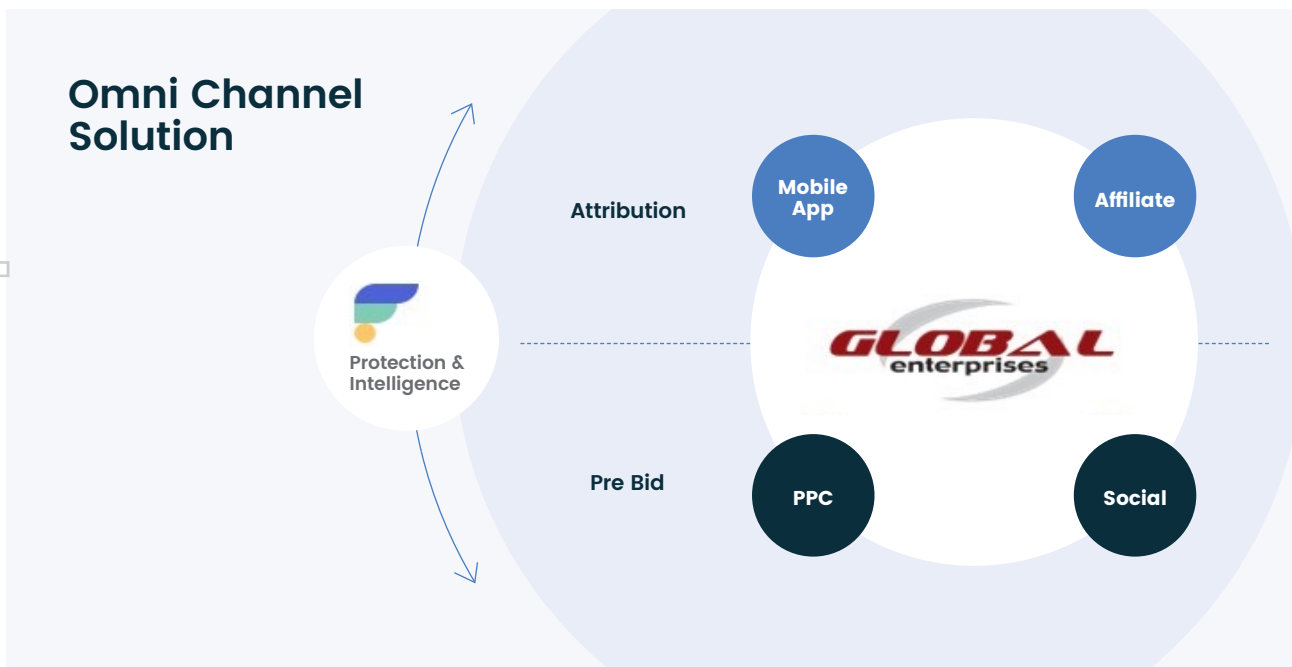 Omni Channel
Solution
Attribution
Mobile
App
Affiliate
Protection &
Intelligence
GLOBAL
enterprises
Pre Bid
PPC
Social